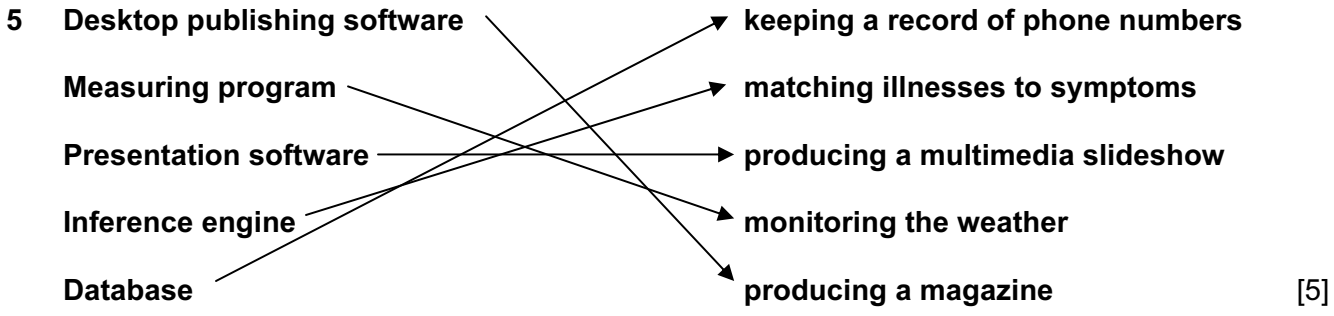 5 Desktop publishing software keeping a record of phone numbers
Measuring program matching illnesses to symptoms
Presentation software producing a multimedia slideshow
Inference engine monitoring the weather
Database producing a magazine [5]